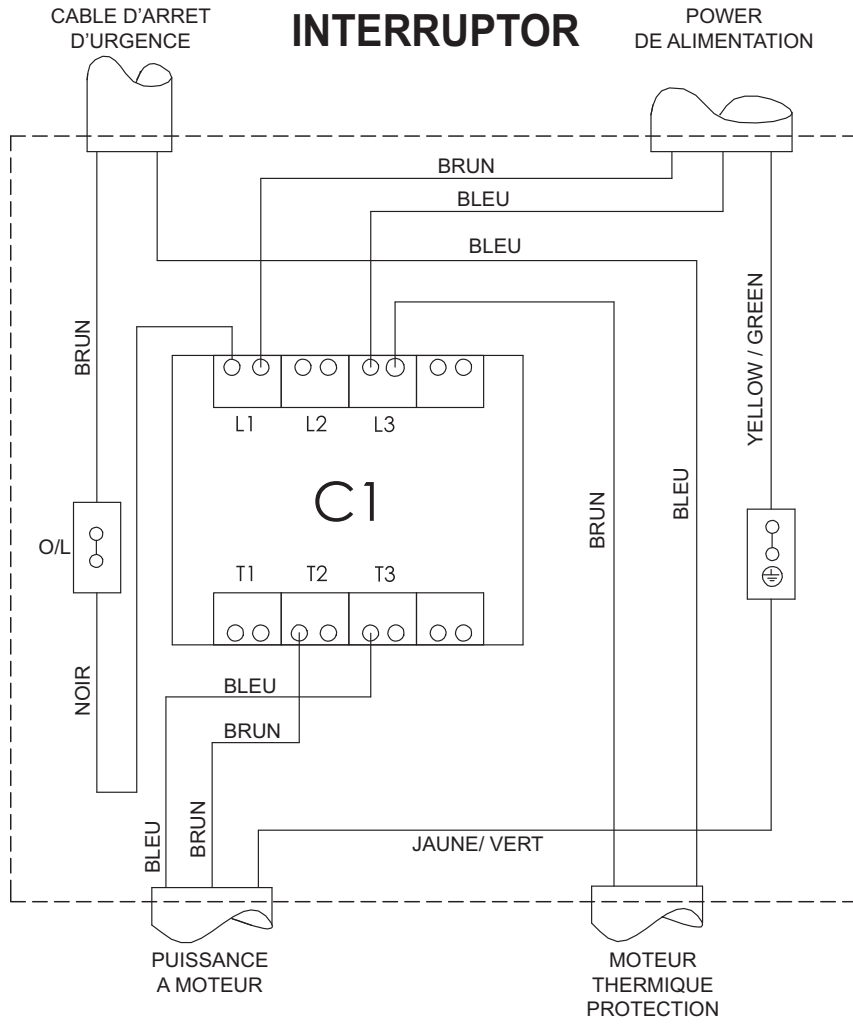 CABLE D'ARRET
D'URGENCE
INTERRUPTOR
POWER
DE ALIMENTATION
BRUN
BLEU
BLEU
BRUN
YELLOW / GREEN
L1
L2
L3
C1
BRUN
BLEU
O/L
T1
T2
T3
NOIR
BLEU
BRUN
BLEU
BRUN
JAUNE/ VERT
PUISSANCE
A MOTEUR
MOTEUR
THERMIQUE
PROTECTION